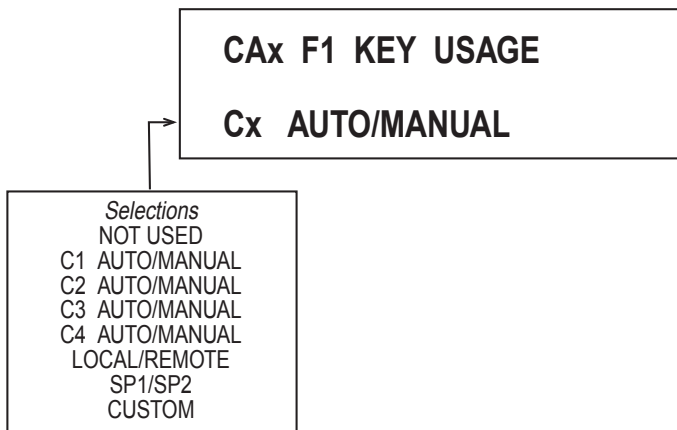 CAx F1 KEY USAGE
Cx AUTO/MANUAL
Selections
NOT USED
C1 AUTO/MANUAL
C2 AUTO/MANUAL
C3 AUTO/MANUAL
C4 AUTO/MANUAL
LOCAL/REMOTE
SP1/SP2
CUSTOM